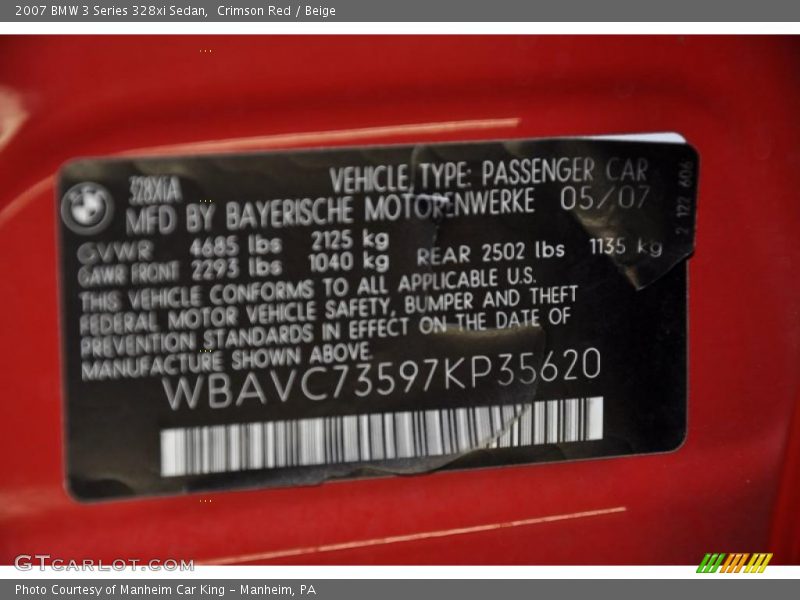 2007 BMW 3 Series 328xi Sedan,  Crimson Red / Beige
328XiA
VEHICLE TYPE: PASSENGER CAR
MFD BY BAYERISCHE MOTORENWERKE 05/07
GVWR 4685 lbs 2125 kg
GAWR FRONT 2293 lbs 1040 kg REAR 2502 lbs 1135 kg
THIS VEHICLE CONFORMS TO ALL APPLICABLE U.S.
FEDERAL MOTOR VEHICLE SAFETY, BUMPER AND THEFT
PREVENTION STANDARDS IN EFFECT ON THE DATE OF
MANUFACTURE SHOWN ABOVE.
WBAVC73597KP35620
2 122 606
GTCARLOT.COM
Photo Courtesy of Manheim Car King - Manheim, PA